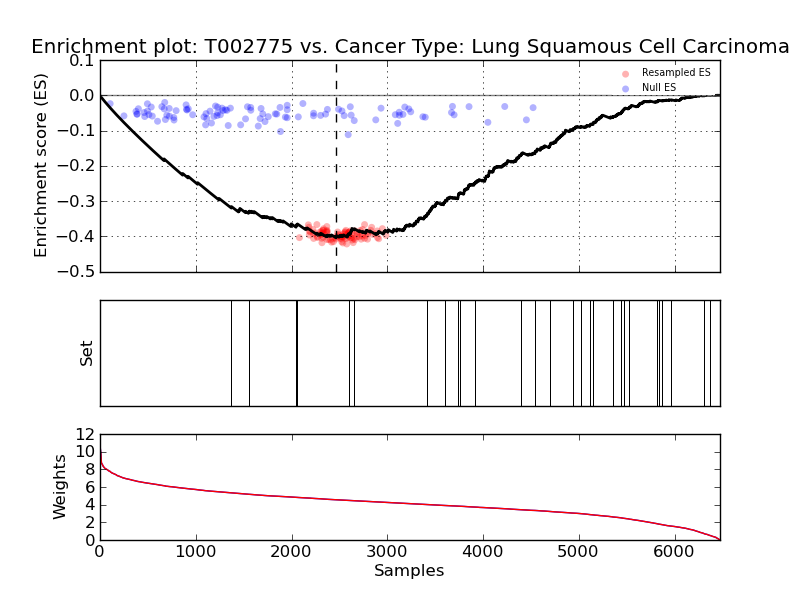 Enrichment plot: T002775 vs. Cancer Type: Lung Squamous Cell Carcinoma
0.1
0.0
−0.1
−0.2
−0.3
−0.4
−0.5
Enrichment score (ES)
Resampled ES
Null ES
Set
12
10
8
6
4
2
0
Weights
0 1000 2000 3000 4000 5000 6000
Samples